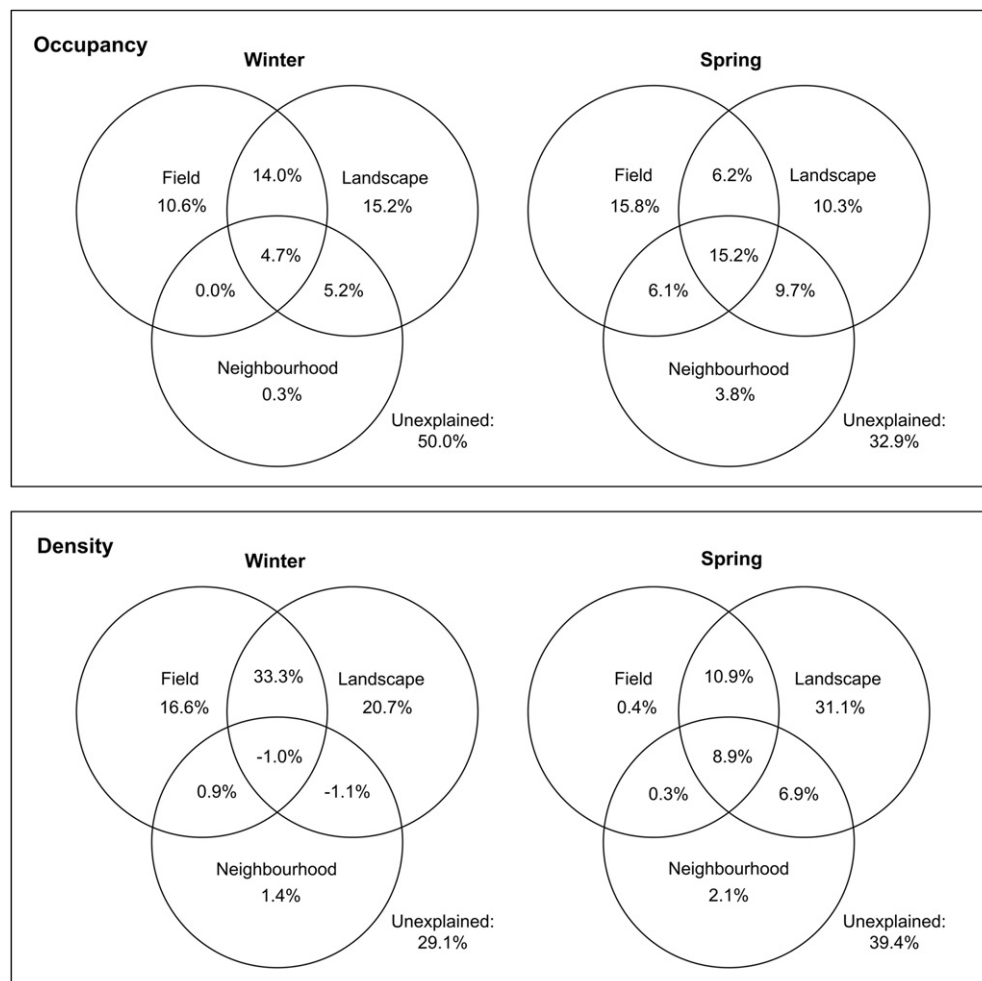 Occupancy
Winter
Field
10.6%
14.0%
Landscape
15.2%
4.7%
0.0%
5.2%
Neighbourhood
0.3%
Unexplained:
50.0%
Spring
Field
15.8%
6.2%
Landscape
10.3%
15.2%
6.1%
9.7%
Neighbourhood
3.8%
Unexplained:
32.9%
Density
Winter
Field
16.6%
33.3%
Landscape
20.7%
-1.0%
0.9%
-1.1%
Neighbourhood
1.4%
Unexplained:
29.1%
Spring
Field
0.4%
10.9%
Landscape
31.1%
8.9%
0.3%
6.9%
Neighbourhood
2.1%
Unexplained:
39.4%